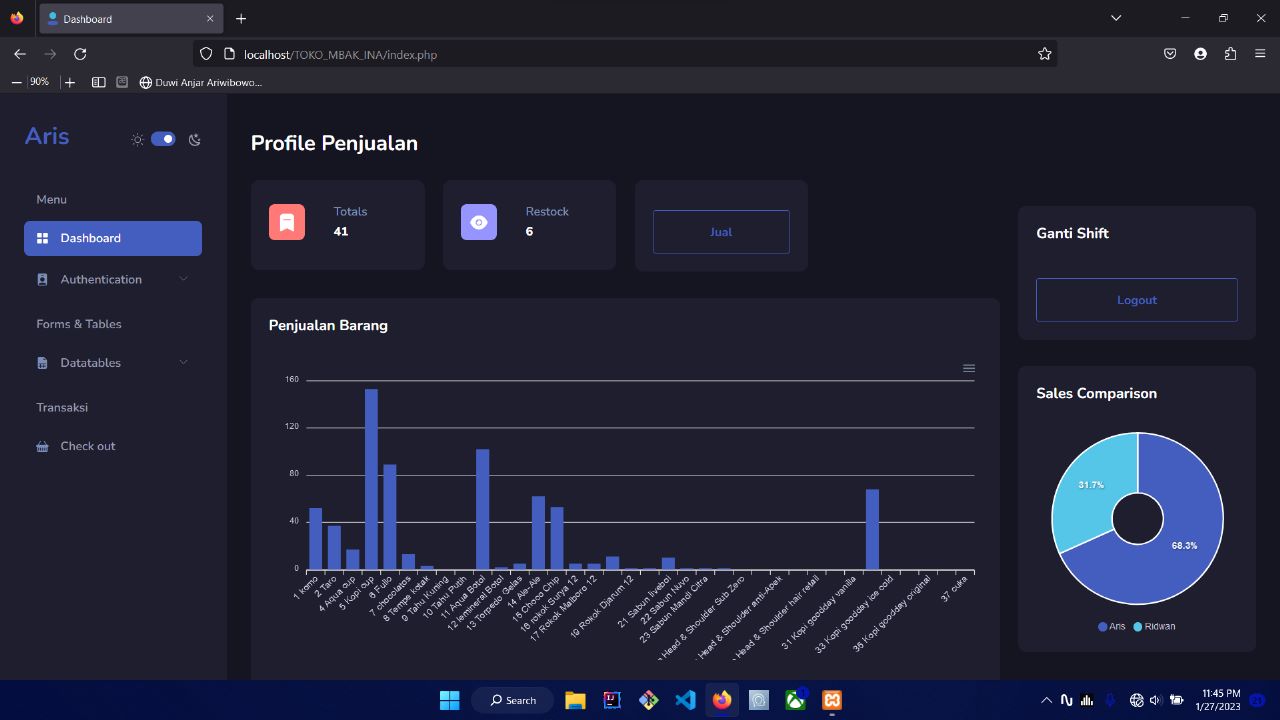 Dashboard
localhost/TOKO_MBAK_INA/index.php
90%
Duwi Anjar Ariwibowo...
Aris
Menu
Dashboard
Authentication
Forms & Tables
Datatables
Transaksi
Check out
Profile Penjualan
Totals
41
Restock
6
Jual
Ganti Shift
Logout
Penjualan Barang
160
120
80
40
0
1 kano
2 Taro
4 Aqua cup
5 Kopi cup
6 Fullo
7 chocolatos
8 Tempe kotak
9 Tahu Kuning
10 Tahu Putih
11 Aqua Botol
12 lemineral Botol
13 Torpedo Gelas
14 Ale-Ale
15 Choco Chip
16 rokok Surya 12
17 Rokok Malboro 12
19 Rokok Djarum 12
21 Sabun liveboi
22 Sabun Nuvo
23 Sabun Mandi Citra
Head & Shoulder Sub Zero
Head & Shoulder anti-Apek
Head & Shoulder hair retail
31 Kopi goodday vanilla
33 Kopi goodday ice cold
35 Kopi goodday original
37 cuka
Sales Comparison
31.7%
68.3%
Aris
Ridwan
Search
1
11:45 PM
1/27/2023